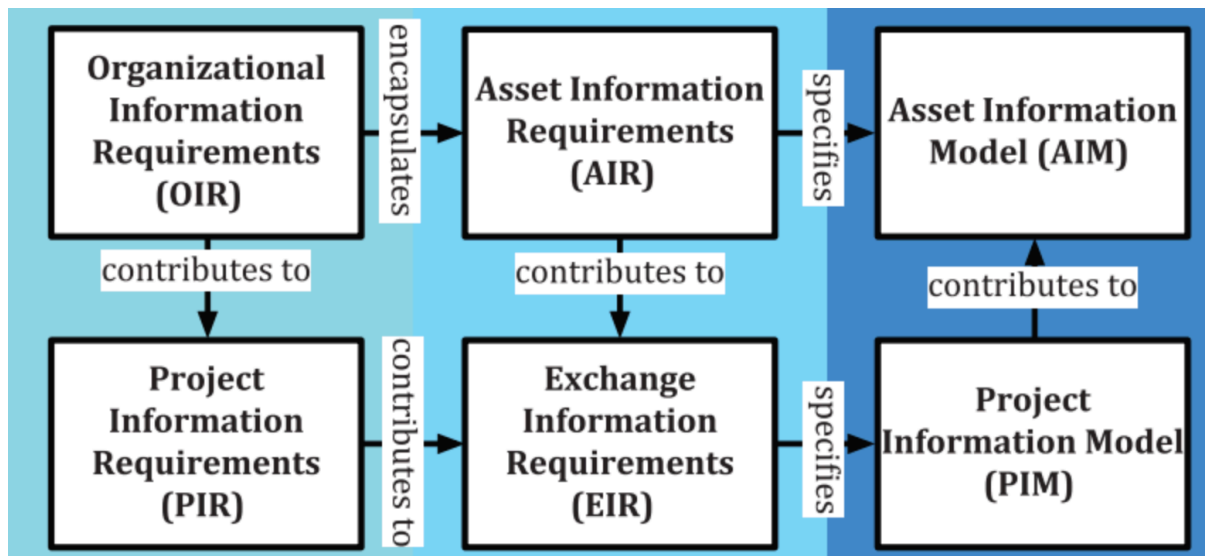 Organizational
Information
Requirements
(OIR)
encapsulates
Asset Information
Requirements
(AIR)
specifies
Asset Information
Model (AIM)
contributes to
contributes to
contributes to
Project
Information
Requirements
(PIR)
contributes to
Exchange
Information
Requirements
(EIR)
specifies
Project
Information Model
(PIM)